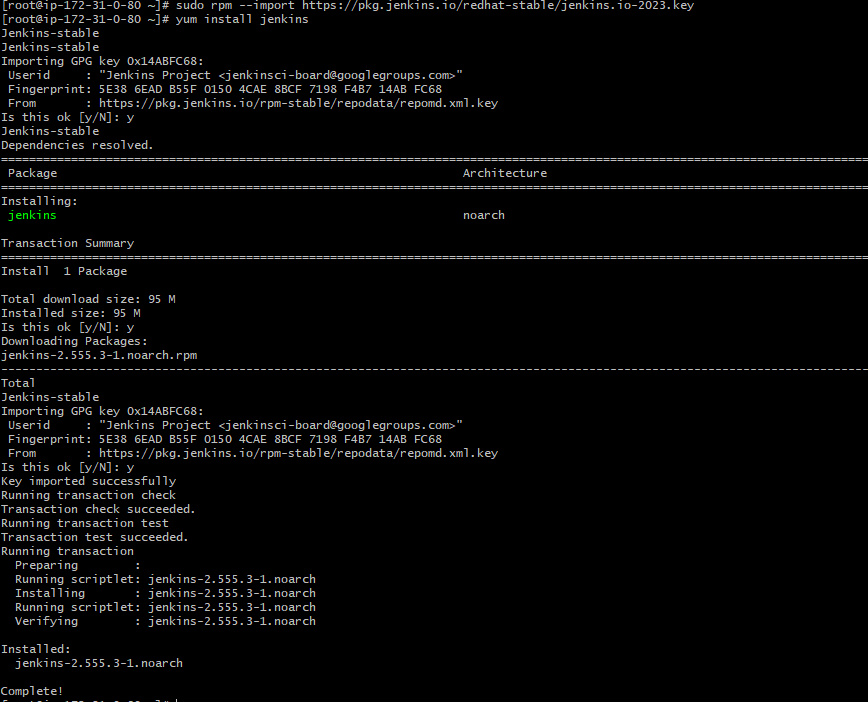 [root@ip-172-31-0-80 ~]# sudo rpm --import https://pkg.jenkins.io/redhat-stable/jenkins.io-2023.key
[root@ip-172-31-0-80 ~]# yum install jenkins
Jenkins-stable
Jenkins-stable
Importing GPG key 0x14ABFC68:
 Userid     : "Jenkins Project <jenkinsci-board@googlegroups.com>"
 Fingerprint: 5E38 6EAD B55F 0150 4CAE 8BCF 7198 F4B7 14AB FC68
 From       : https://pkg.jenkins.io/rpm-stable/repodata/repomd.xml.key
Is this ok [y/N]: y
Jenkins-stable
Dependencies resolved.
 Package                                                          Architecture
Installing:
 jenkins                                                          noarch
Transaction Summary
Install  1 Package
Total download size: 95 M
Installed size: 95 M
Is this ok [y/N]: y
Downloading Packages:
jenkins-2.555.3-1.noarch.rpm
Total
Jenkins-stable
Importing GPG key 0x14ABFC68:
 Userid     : "Jenkins Project <jenkinsci-board@googlegroups.com>"
 Fingerprint: 5E38 6EAD B55F 0150 4CAE 8BCF 7198 F4B7 14AB FC68
 From       : https://pkg.jenkins.io/rpm-stable/repodata/repomd.xml.key
Is this ok [y/N]: y
Key imported successfully
Running transaction check
Transaction check succeeded.
Running transaction test
Transaction test succeeded.
Running transaction
  Preparing        :
  Running scriptlet: jenkins-2.555.3-1.noarch
  Installing       : jenkins-2.555.3-1.noarch
  Running scriptlet: jenkins-2.555.3-1.noarch
  Verifying        : jenkins-2.555.3-1.noarch
Installed:
  jenkins-2.555.3-1.noarch
Complete!